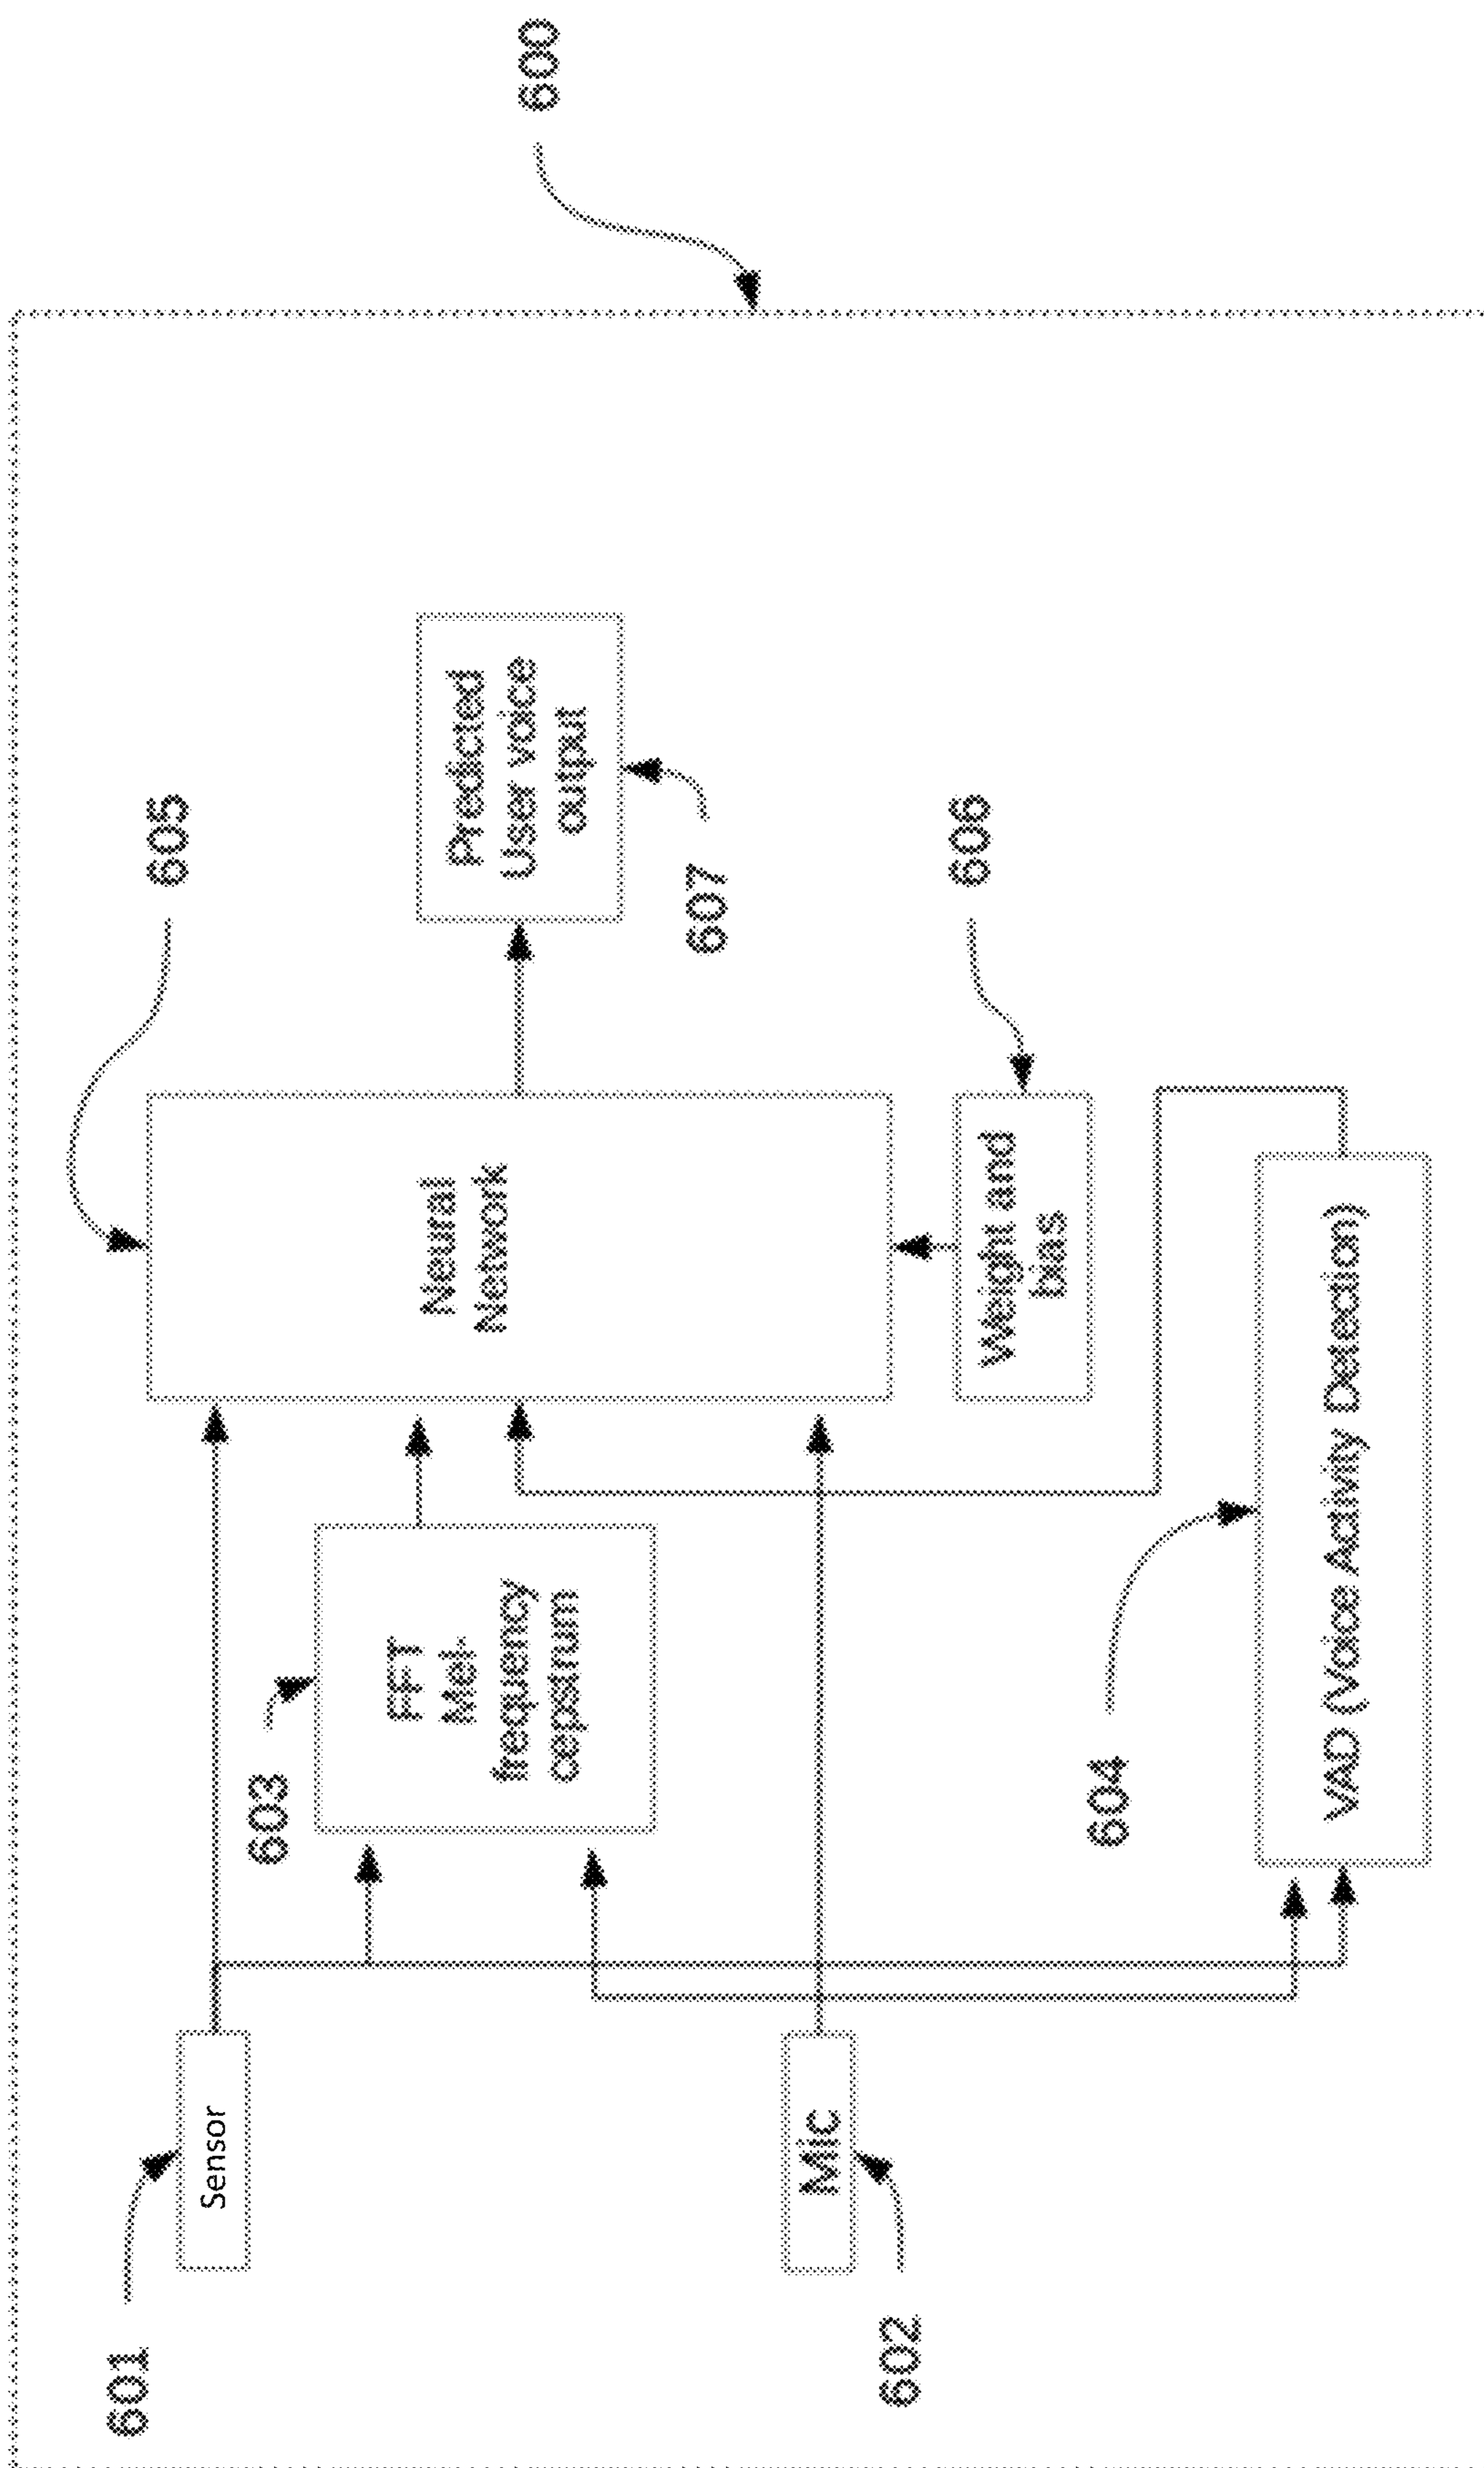 600
605
Neural
Network
Predicted
User voice
output
607
606
Weight and
bias
603
FFT
Mel-
frequency
cepstrum
601
Sensor
Mic
602
604
VAD (Voice Activity Detection)